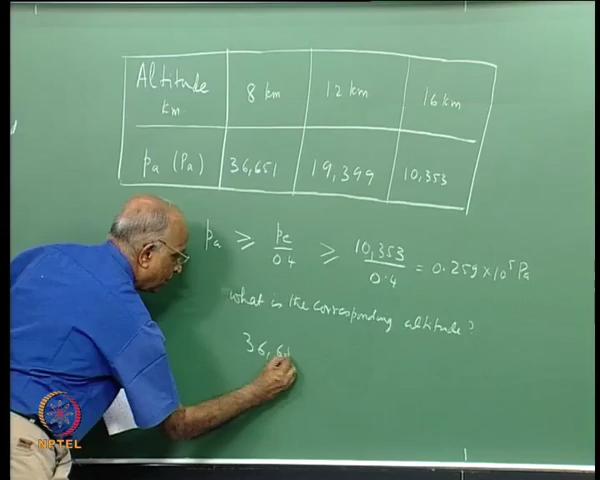 Altitude km 8 km 12 km 16 km
pa (Pa) 36,651 19,399 10,353
pa ≥ pe/0.4 ≥ 10,353/0.4 = 0.259 × 10^5 Pa
what is the corresponding altitude?
36,6
NPTEL